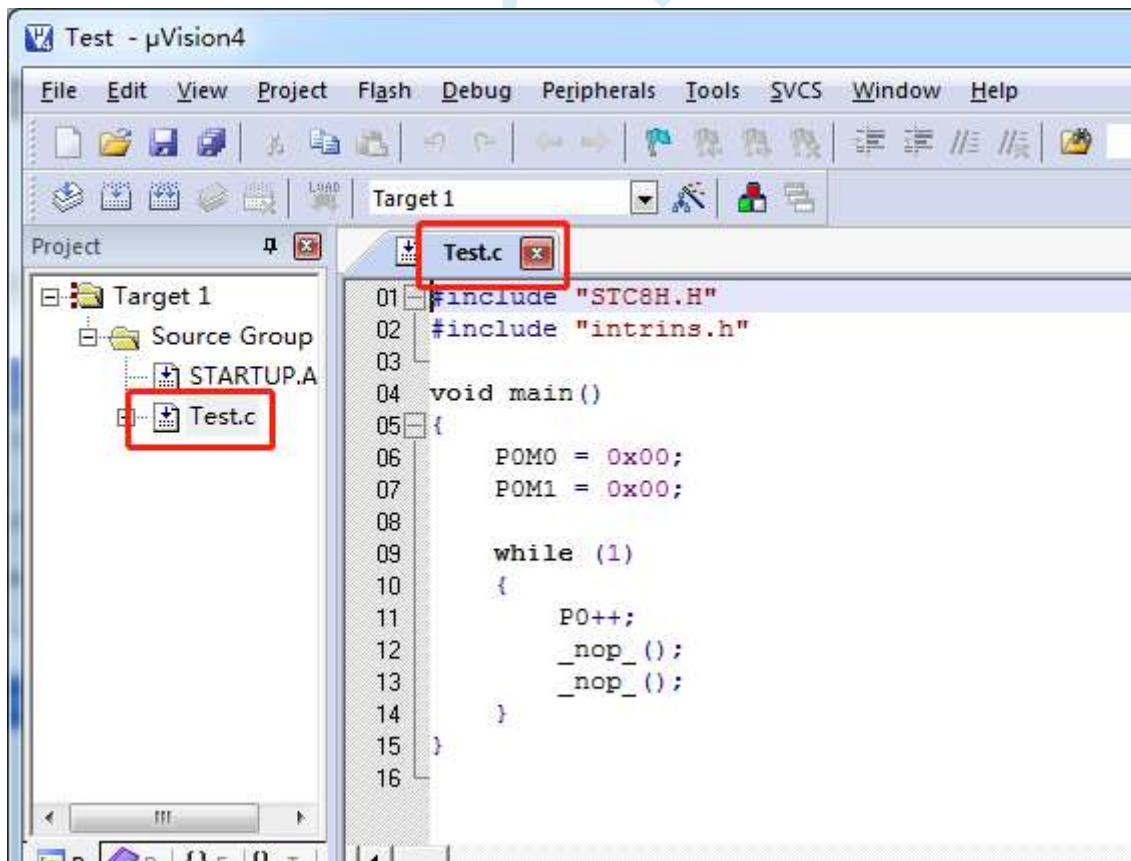 Test - µVision4
File Edit View Project Flash Debug Peripherals Tools SVCS Window Help
LOAD Target 1
Project
Test.c
Target 1
Source Group
STARTUP.A
Test.c
01 #include "STC8H.H"
02 #include "intrins.h"
03
04 void main()
05 {
06 P0M0 = 0x00;
07 P0M1 = 0x00;
08
09 while (1)
10 {
11 P0++;
12 _nop_();
13 _nop_();
14 }
15 }
16